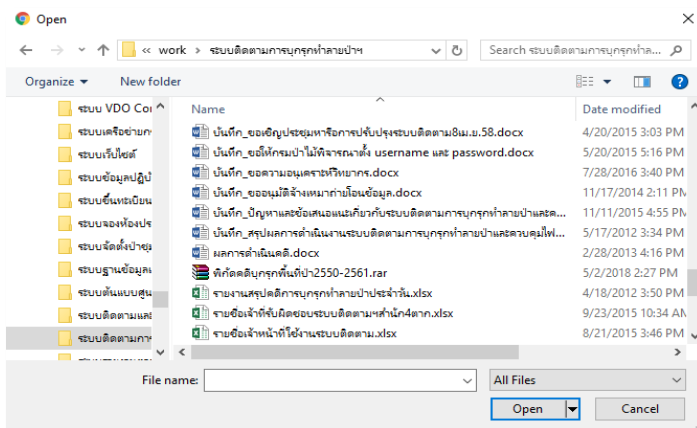 Open
« work > ระบบติดตามการบุกรุกทำลายป่าฯ
Search ระบบติดตามการบุกรุกทำล...
Organize
New folder
Name
Date modified
ระบบ VDO Cor
ระบบเครือข่ายก
ระบบเว็บไซต์
ระบบข้อมูลปฏิบั
ระบบขึ้นทะเบียน
ระบบจองห้องประ
ระบบจัดตั้งป่าชุม
ระบบฐานข้อมูล
ระบบต้นแบบศูน
ระบบติดตามและ
ระบบติดตามกา
บันทึก_ขอเชิญประชุมหารือการปรับปรุงระบบติดตาม8เม.ย.58.docx 4/20/2015 3:03 PM
บันทึก_ขอให้กรมป่าไม้พิจารณาตั้ง username และ password.docx 5/20/2015 5:16 PM
บันทึก_ขอความอนุเคราะห์วิทยากร.docx 7/28/2016 3:40 PM
บันทึก_ขออนุมัติจ้างเหมาถ่ายโอนข้อมูล.docx 11/17/2014 2:11 PM
บันทึก_ปัญหาและข้อเสนอแนะเกี่ยวกับระบบติดตามการบุกรุกทำลายป่าและค... 11/11/2015 4:55 PM
บันทึก_สรุปผลการดำเนินงานระบบติดตามการบุกรุกทำลายป่าและควบคุมไฟ... 5/17/2012 3:34 PM
ผลการดำเนินคดี.docx 2/28/2013 4:16 PM
พิกัดคดีบุกรุกพื้นที่ป่า2550-2561.rar 5/2/2018 2:27 PM
รายงานสรุปคดีการบุกรุกทำลายป่าประจำวัน.xlsx 4/18/2012 3:50 PM
รายชื่อเจ้าที่รับผิดชอบระบบติดตามฯสำนัก4ตาก.xlsx 9/23/2015 10:34 AM
รายชื่อเจ้าหน้าที่ใช้งานระบบติดตาม.xlsx 8/21/2015 3:46 PM
File name:
All Files
Open
Cancel